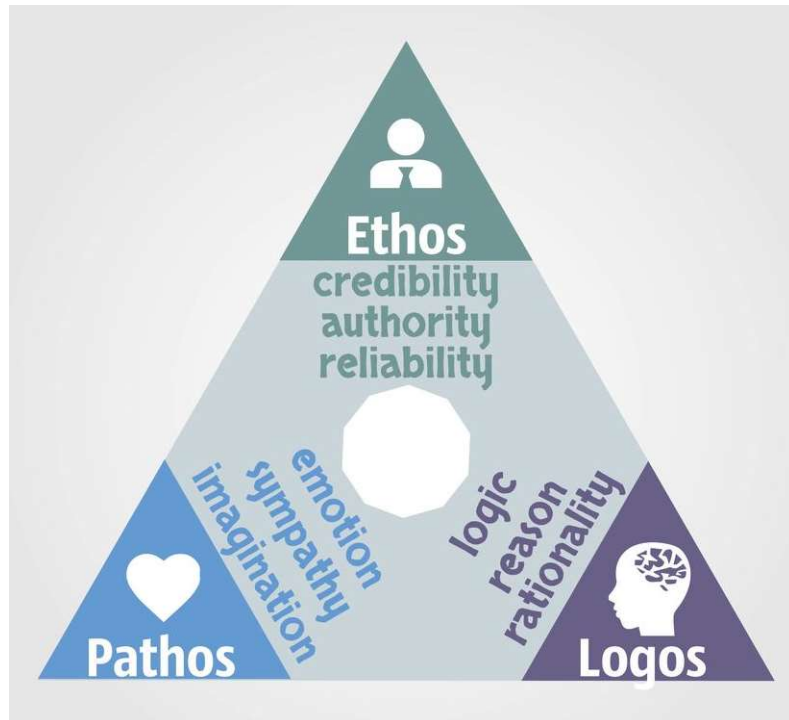 Ethos
credibility
authority
reliability
emotion
sympathy
imagination
logic
reason
rationality
Pathos
Logos